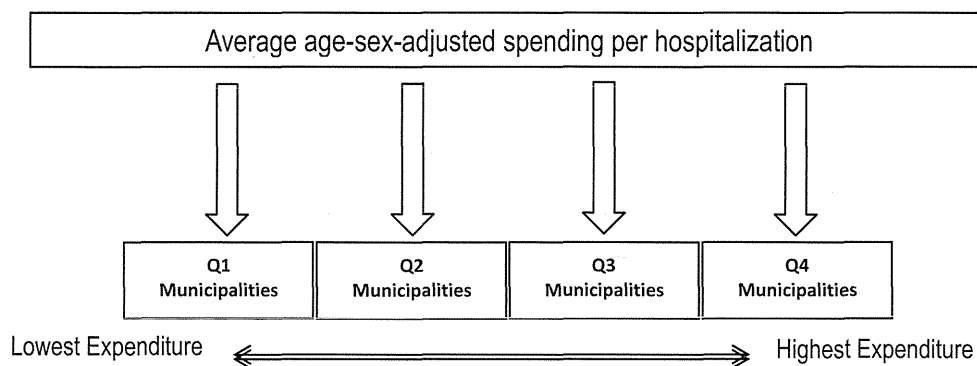 Average age-sex-adjusted spending per hospitalization
Q1
Municipalities
Q2
Municipalities
Q3
Municipalities
Q4
Municipalities
Lowest Expenditure
Highest Expenditure